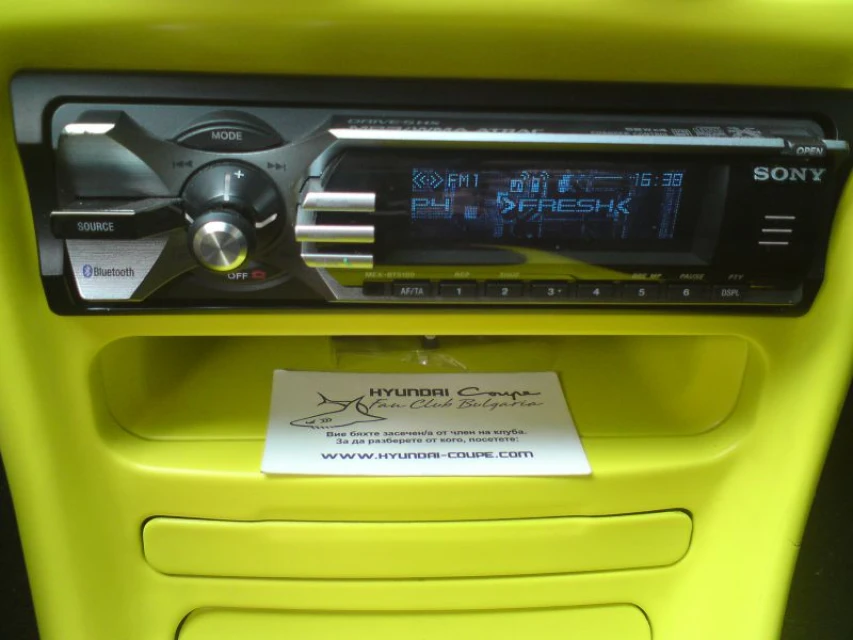 MODE
OPEN
SONY
FM1
16:38
P4
>FRESH<
SOURCE
Bluetooth
OFF
AF/TA
1
2
3
4
5
6
DSPL
PAUSE
PTY
HYUNDAI Coupe
Fan Club Bulgaria
Вие бяхте засечен/а от член на клуба.
За да разберете от кого, посетете:
WWW.HYUNDAI-COUPE.COM